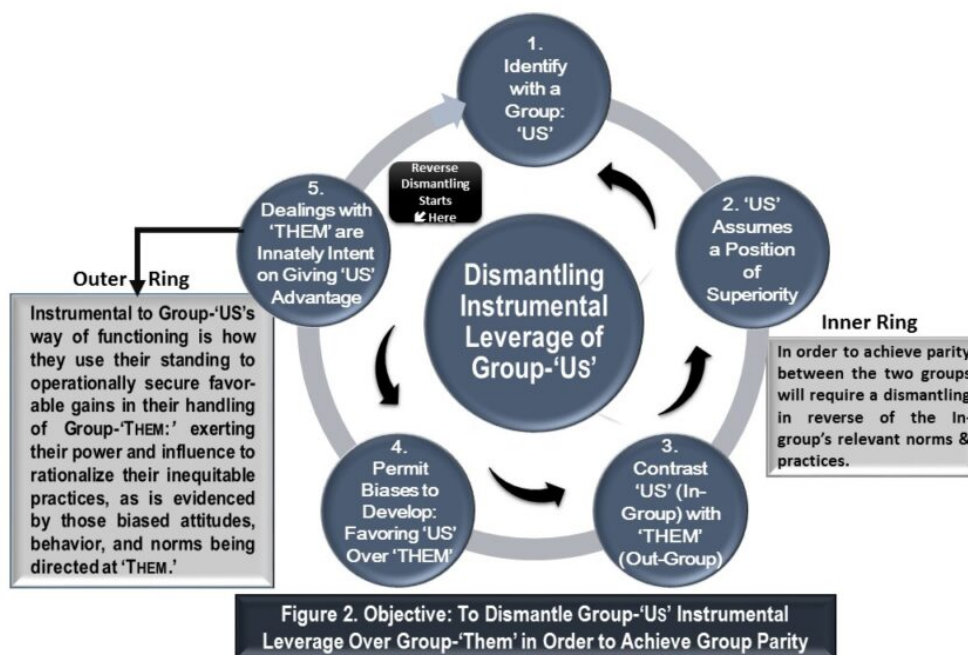 1.
Identify
with a
Group:
‘US’
Reverse
Dismantling
Starts
Here
5.
Dealings with
‘THEM’ are
Innately Intent
on Giving ‘US’
Advantage
2. ‘US’
Assumes
a Position
of
Superiority
Dismantling
Instrumental
Leverage of
Group-‘Us’
Outer Ring
Instrumental to Group-‘US’s
way of functioning is how
they use their standing to
operationally secure favor-
able gains in their handling
of Group-‘THEM:’ exerting
their power and influence to
rationalize their inequitable
practices, as is evidenced
by those biased attitudes,
behavior, and norms being
directed at ‘THEM.’
Inner Ring
In order to achieve parity
between the two groups
will require a dismantling
in reverse of the In-
group’s relevant norms &
practices.
4.
Permit
Biases to
Develop:
Favoring ‘US’
Over ‘THEM’
3.
Contrast
‘US’ (In-
Group) with
‘THEM’
(Out-Group)
Figure 2. Objective: To Dismantle Group-‘Us’ Instrumental
Leverage Over Group-‘Them’ in Order to Achieve Group Parity